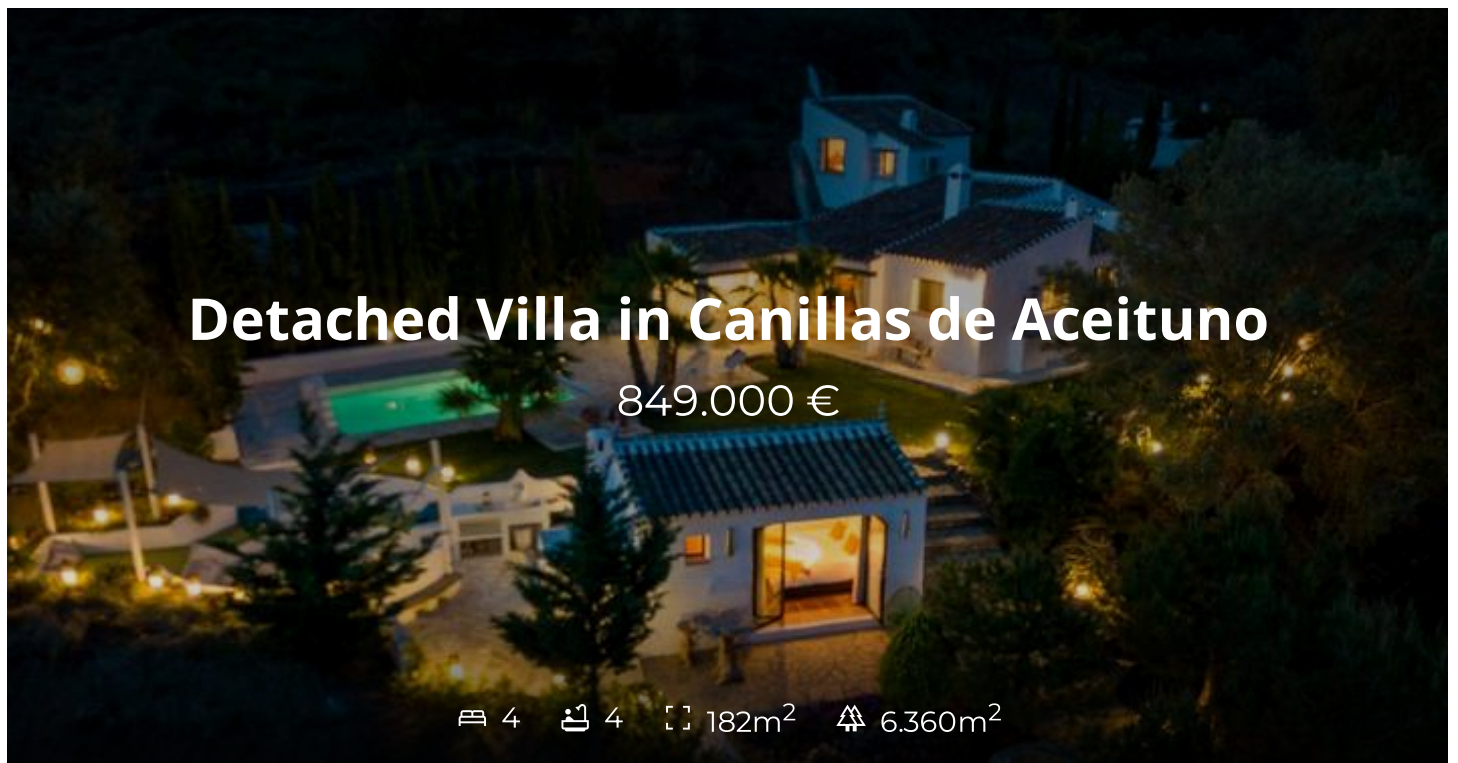 Detached Villa in Canillas de Aceituno
849.000 €
4 4 182m² 6.360m²